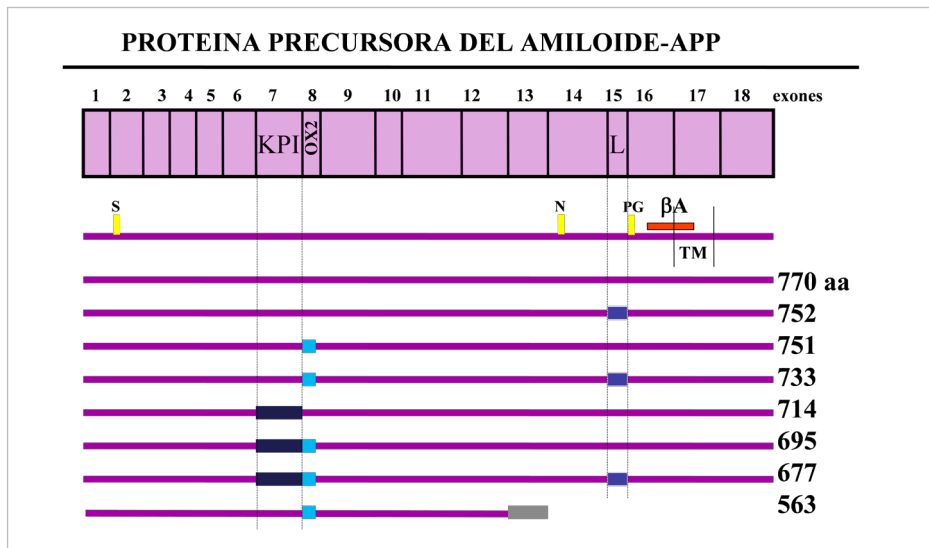 PROTEINA PRECURSORA DEL AMILOIDE-APP
1 2 3 4 5 6 7 8 9 10 11 12 13 14 15 16 17 18 exones
KPI OX2 L
S N PG βA
TM
770 aa
752
751
733
714
695
677
563